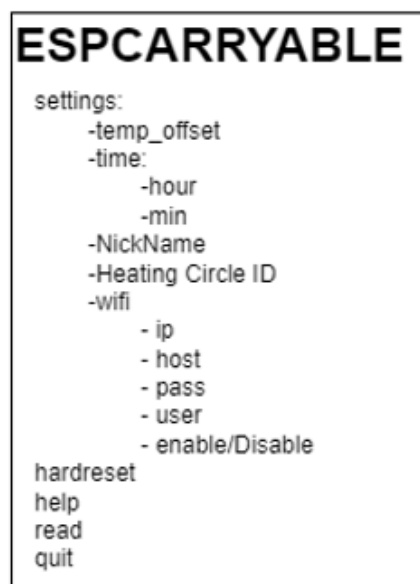 ESPCARRYABLE
settings:
-temp_offset
-time:
-hour
-min
-NickName
-Heating Circle ID
-wifi
- ip
- host
- pass
- user
- enable/Disable
hardreset
help
read
quit